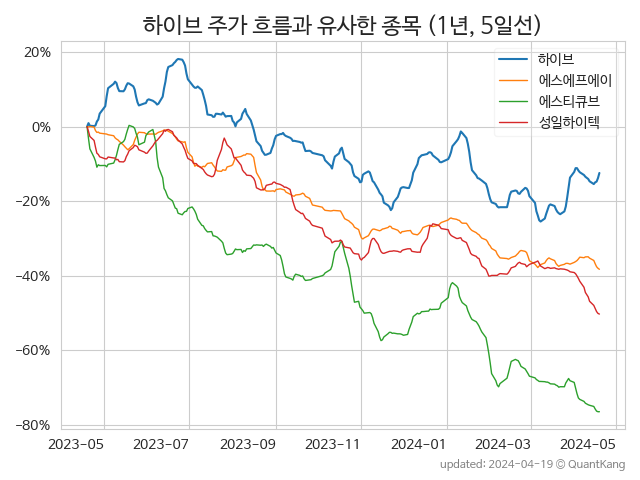 하이브 주가 흐름과 유사한 종목 (1년, 5일선)
20%
0%
−20%
−40%
−60%
−80%
하이브
에스에프에이
에스티큐브
성일하이텍
2023-05 2023-07 2023-09 2023-11 2024-01 2024-03 2024-05
updated: 2024-04-19 © QuantKang